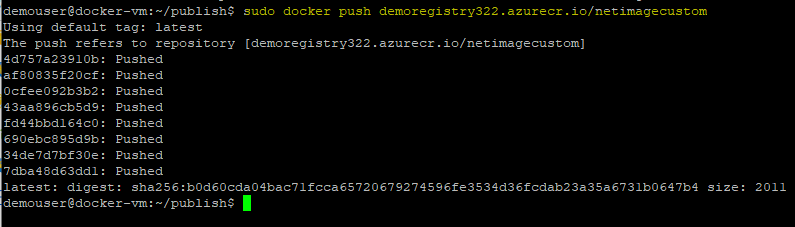 demouser@docker-vm:~/publish$ sudo docker push demoregistry322.azurecr.io/netimagecustom
Using default tag: latest
The push refers to repository [demoregistry322.azurecr.io/netimagecustom]
4d757a23910b: Pushed
af80835f20cf: Pushed
0cfee092b3b2: Pushed
43aa896cb5d9: Pushed
fd44bbd164c0: Pushed
690ebc895d9b: Pushed
34de7d7bf30e: Pushed
7dba48d63dd1: Pushed
latest: digest: sha256:b0d60cda04bac71fcca65720679274596fe3534d36fcdab23a35a6731b0647b4 size: 2011
demouser@docker-vm:~/publish$